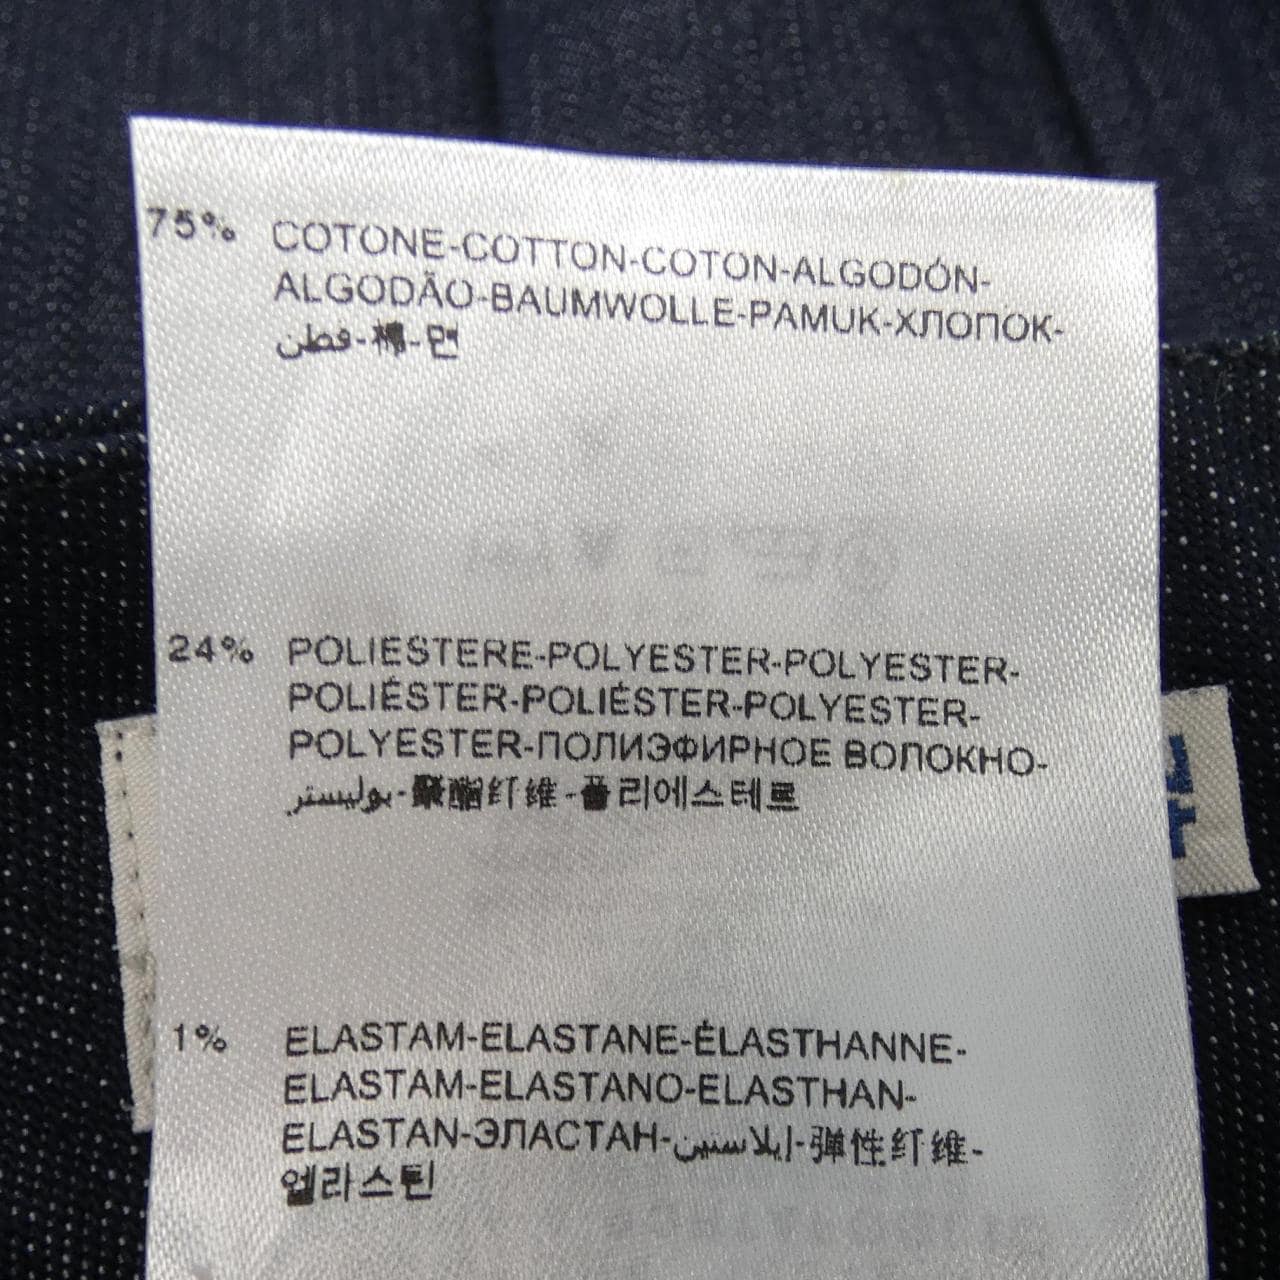 75% COTONE-COTTON-COTON-ALGODÓN-
ALGODÃO-BAUMWOLLE-PAMUK-ХЛОПОК-
قطن-棉-면
24% POLIESTERE-POLYESTER-POLYESTER-
POLIÉSTER-POLIÉSTER-POLYESTER-
POLYESTER-ПОЛИЭФИРНОЕ ВОЛОКНО-
بوليستر-聚酯纤维-폴리에스테르
1% ELASTAM-ELASTANE-ÉLASTHANNE-
ELASTAM-ELASTANO-ELASTHAN-
ELASTAN-ЭЛАСТАН-إيلاستين-弹性纤维-
엘라스틴